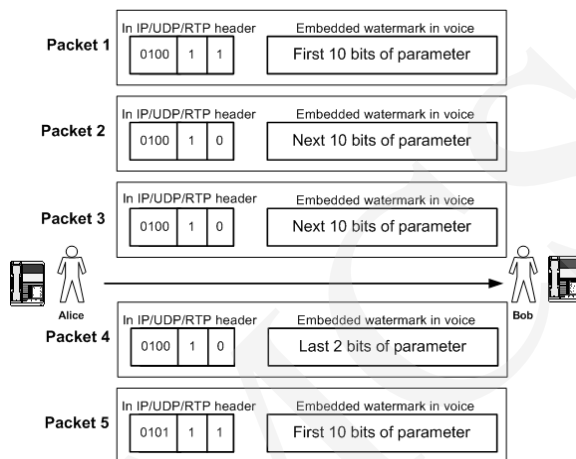 In IP/UDP/RTP header Embedded watermark in voice
Packet 1
0100 1 1 First 10 bits of parameter
In IP/UDP/RTP header Embedded watermark in voice
Packet 2
0100 1 0 Next 10 bits of parameter
In IP/UDP/RTP header Embedded watermark in voice
Packet 3
0100 1 0 Next 10 bits of parameter
Alice Bob
In IP/UDP/RTP header Embedded watermark in voice
Packet 4
0100 1 0 Last 2 bits of parameter
In IP/UDP/RTP header Embedded watermark in voice
Packet 5
0101 1 1 First 10 bits of parameter